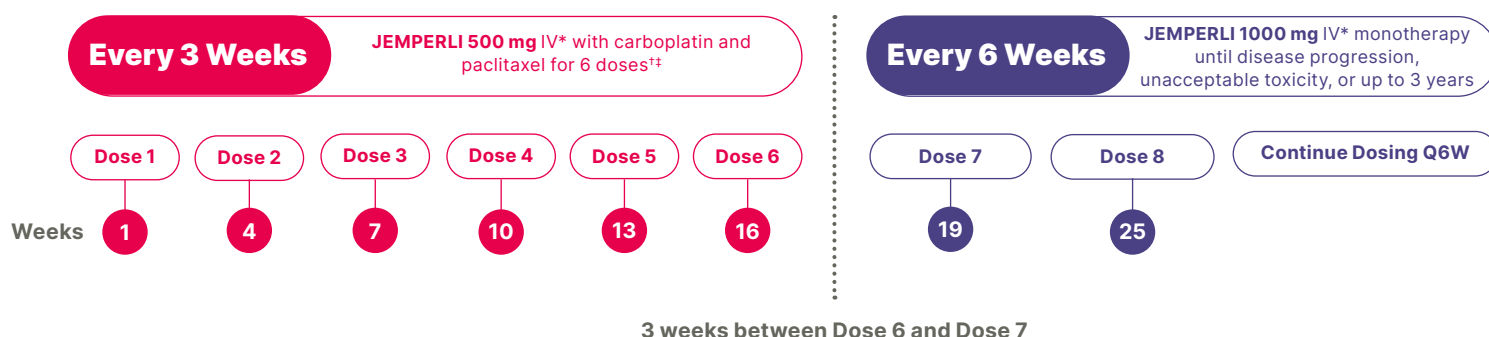 Every 3 Weeks
JEMPERLI 500 mg IV* with carboplatin and
paclitaxel for 6 doses†‡
Every 6 Weeks
JEMPERLI 1000 mg IV* monotherapy
until disease progression,
unacceptable toxicity, or up to 3 years
Dose 1 Dose 2 Dose 3 Dose 4 Dose 5 Dose 6 Dose 7 Dose 8 Continue Dosing Q6W
Weeks 1 4 7 10 13 16 19 25
3 weeks between Dose 6 and Dose 7